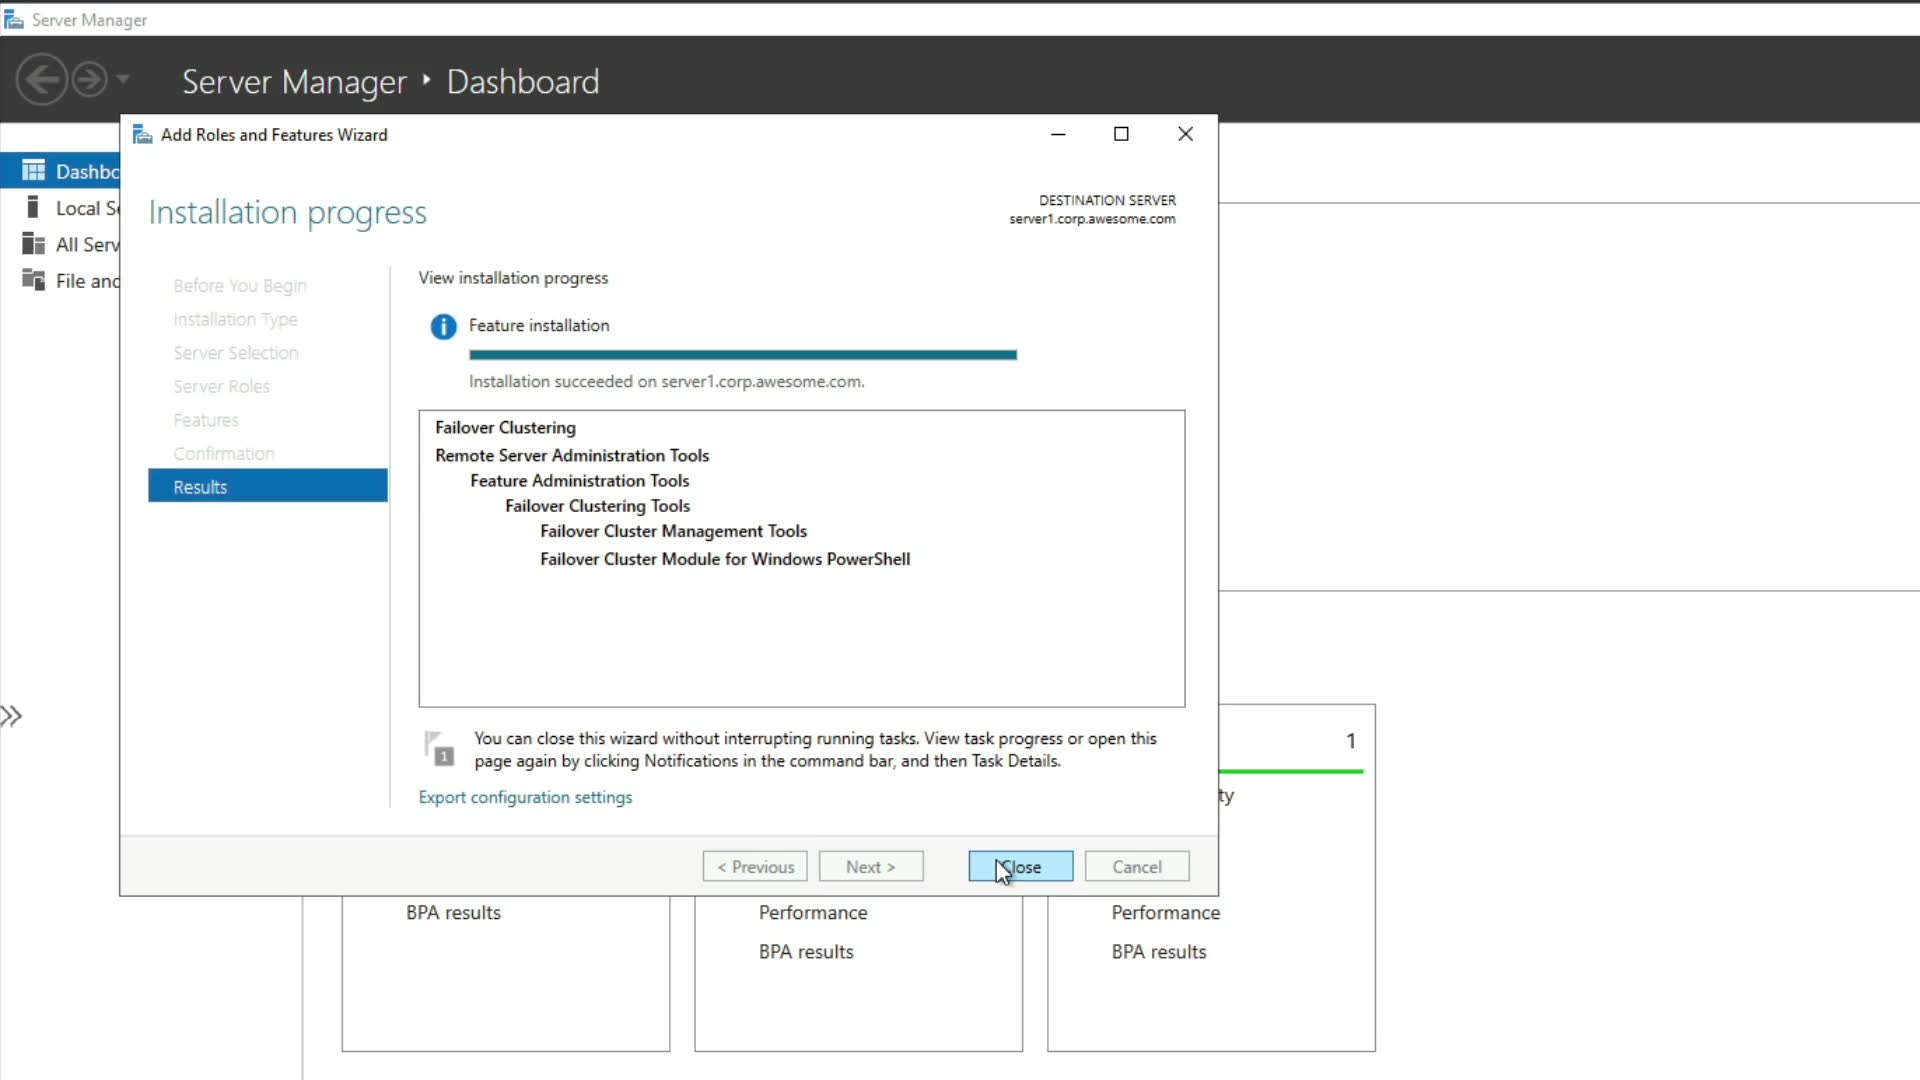 Server Manager
Server Manager ‣ Dashboard
Add Roles and Features Wizard
Dashbo
Local Se
All Serv
File and
Installation progress
DESTINATION SERVER
server1.corp.awesome.com
Before You Begin
Installation Type
Server Selection
Server Roles
Features
Confirmation
Results
View installation progress
Feature installation
Installation succeeded on server1.corp.awesome.com.
Failover Clustering
Remote Server Administration Tools
Feature Administration Tools
Failover Clustering Tools
Failover Cluster Management Tools
Failover Cluster Module for Windows PowerShell
1
You can close this wizard without interrupting running tasks. View task progress or open this
page again by clicking Notifications in the command bar, and then Task Details.
Export configuration settings
< Previous
Next >
Close
Cancel
1
ty
BPA results
Performance
BPA results
Performance
BPA results